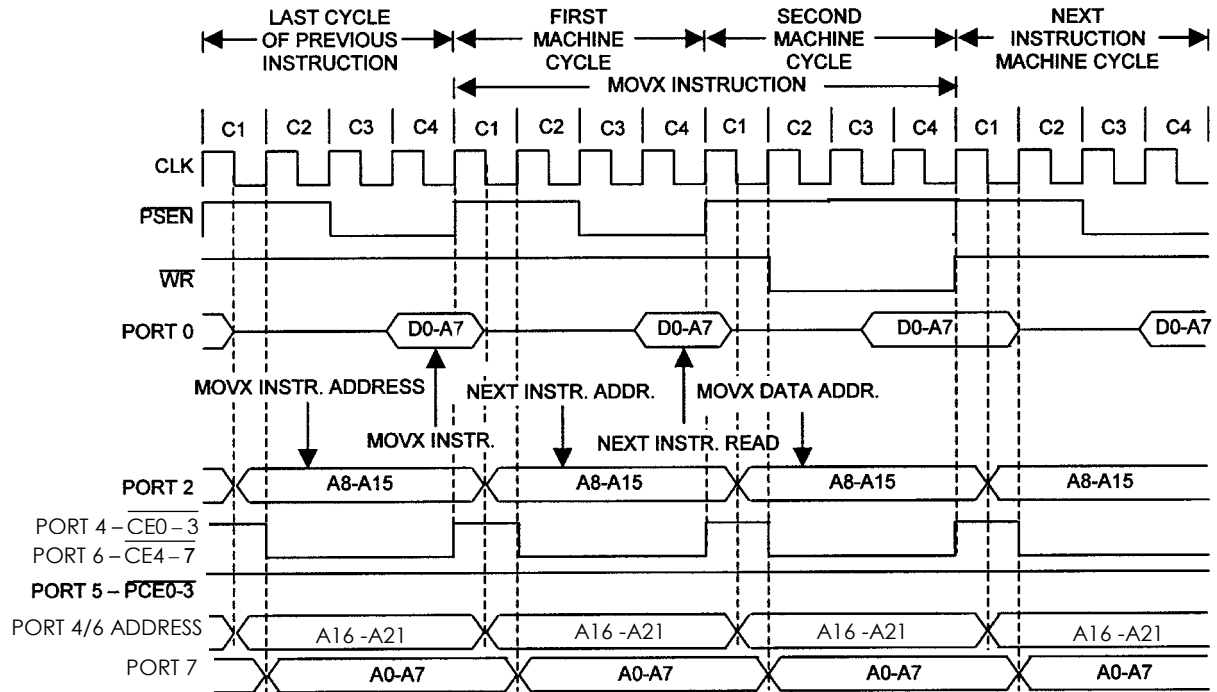 LAST CYCLE OF PREVIOUS INSTRUCTION
FIRST MACHINE CYCLE
SECOND MACHINE CYCLE
NEXT INSTRUCTION MACHINE CYCLE
MOVX INSTRUCTION
C1 C2 C3 C4 C1 C2 C3 C4 C1 C2 C3 C4 C1 C2 C3 C4
CLK
PSEN
WR
PORT 0 D0-A7 D0-A7 D0-A7 D0-A7
MOVX INSTR. ADDRESS NEXT INSTR. ADDR. MOVX DATA ADDR.
MOVX INSTR. NEXT INSTR. READ
PORT 2 A8-A15 A8-A15 A8-A15 A8-A15
PORT 4 – CE0 – 3
PORT 6 – CE4 – 7
PORT 5 – PCE0-3
PORT 4/6 ADDRESS A16 -A21 A16 -A21 A16 -A21 A16 -A21
PORT 7 A0-A7 A0-A7 A0-A7 A0-A7